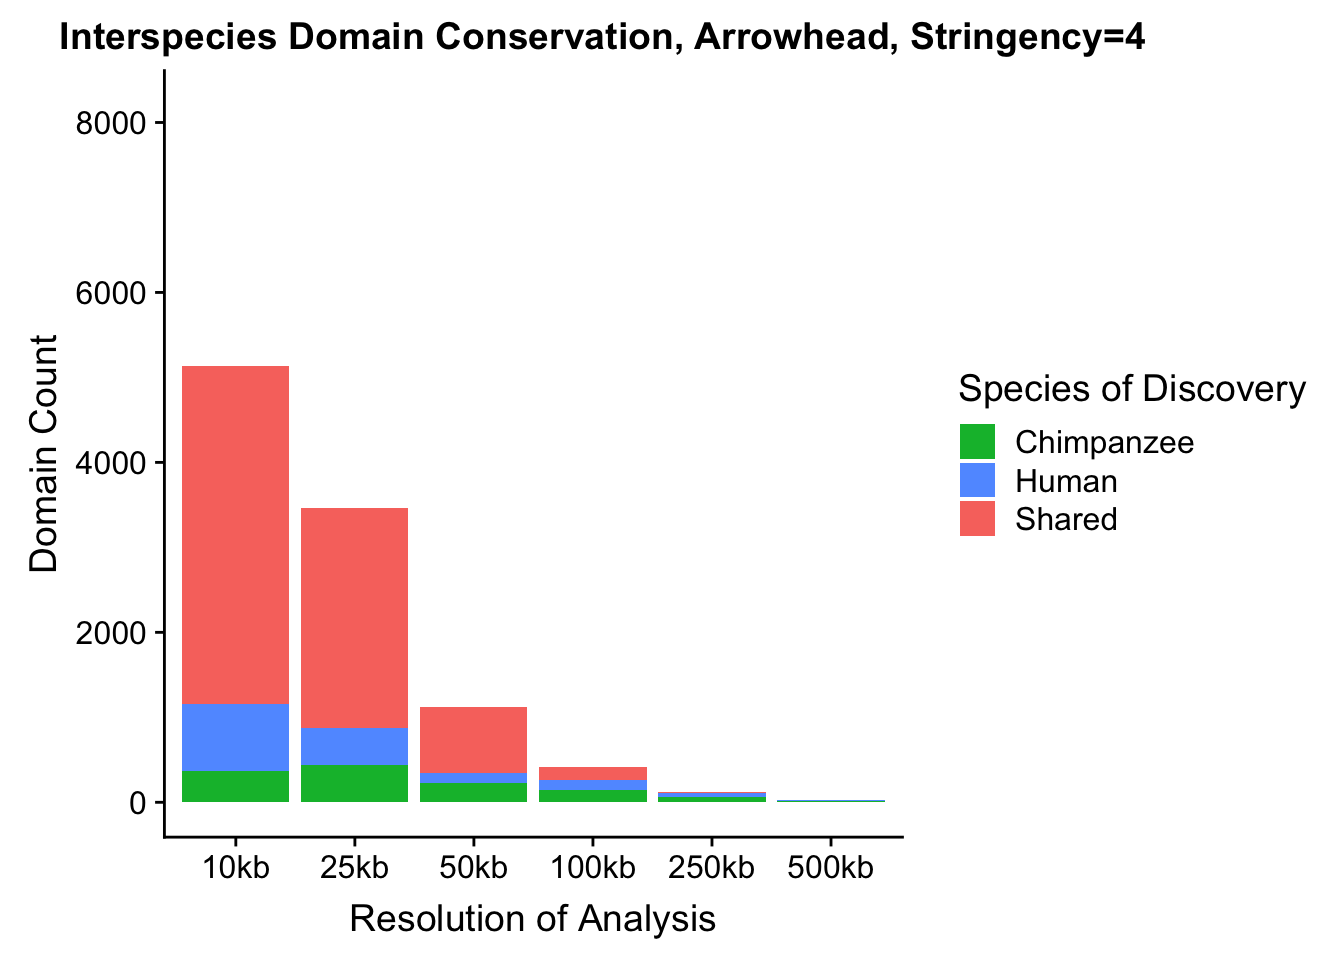 Interspecies Domain Conservation, Arrowhead, Stringency=4
Domain Count
8000
6000
4000
2000
0
10kb 25kb 50kb 100kb 250kb 500kb
Resolution of Analysis
Species of Discovery
Chimpanzee
Human
Shared